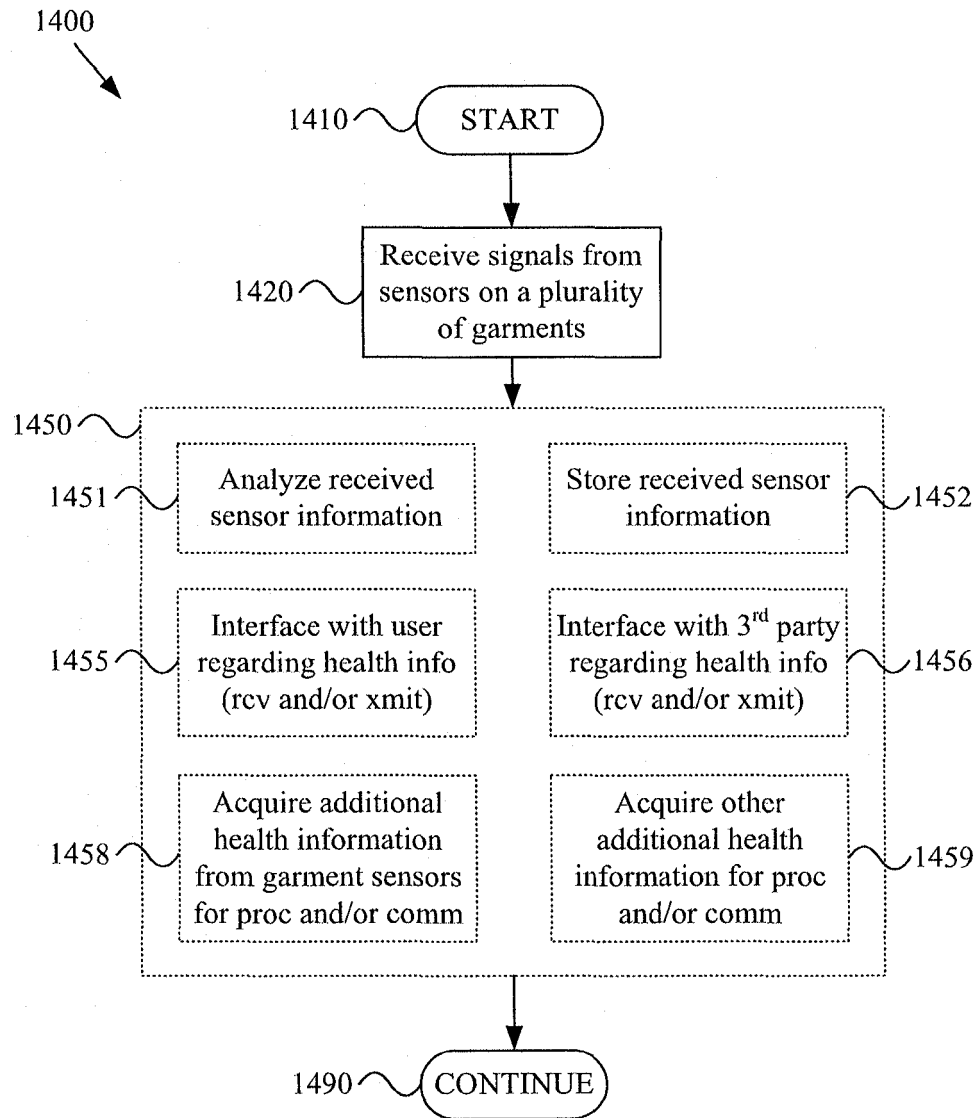 1400
1410
START
1420
Receive signals from
sensors on a plurality
of garments
1450
1451
Analyze received
sensor information
Store received sensor
information
1452
1455
Interface with user
regarding health info
(rcv and/or xmit)
Interface with 3rd party
regarding health info
(rcv and/or xmit)
1456
1458
Acquire additional
health information
from garment sensors
for proc and/or comm
Acquire other
additional health
information for proc
and/or comm
1459
1490
CONTINUE